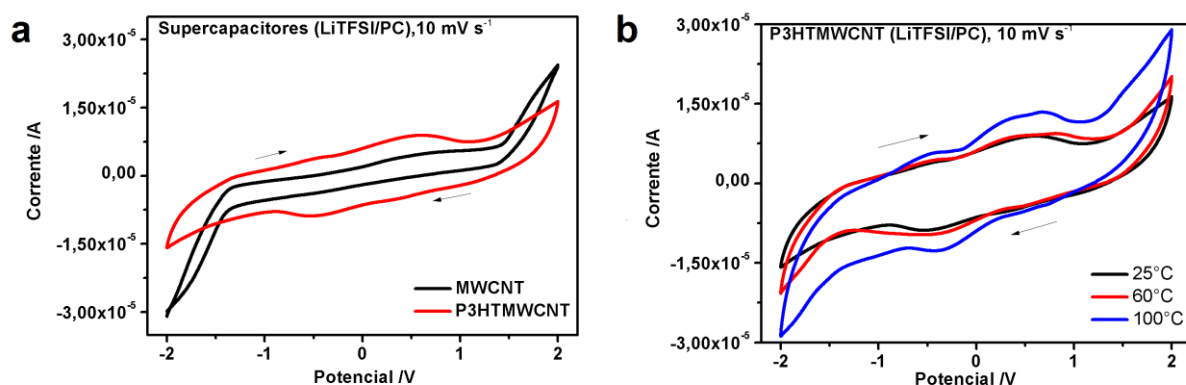 a
Supercapacitores (LiTFSI/PC),10 mV s⁻¹
3,00x10⁻⁵
1,50x10⁻⁵
0,00
-1,50x10⁻⁵
-3,00x10⁻⁵
Corrente /A
MWCNT
P3HTMWCNT
-2 -1 0 1 2
Potencial /V
b
P3HTMWCNT (LiTFSI/PC), 10 mV s⁻¹
3,00x10⁻⁵
1,50x10⁻⁵
0,00
-1,50x10⁻⁵
-3,00x10⁻⁵
Corrente /A
25°C
60°C
100°C
-2 -1 0 1 2
Potencial /V